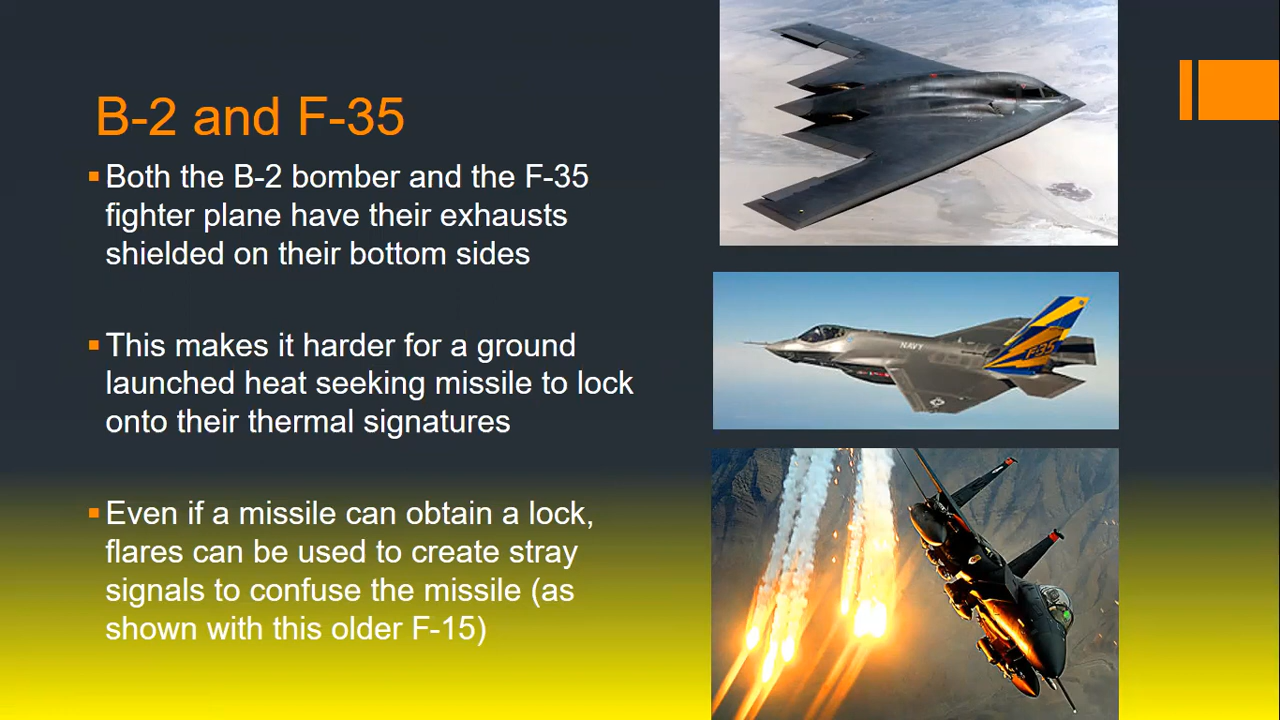 B-2 and F-35
Both the B-2 bomber and the F-35
fighter plane have their exhausts
shielded on their bottom sides
This makes it harder for a ground
launched heat seeking missile to lock
onto their thermal signatures
Even if a missile can obtain a lock,
flares can be used to create stray
signals to confuse the missile (as
shown with this older F-15)
NAVY
F-35